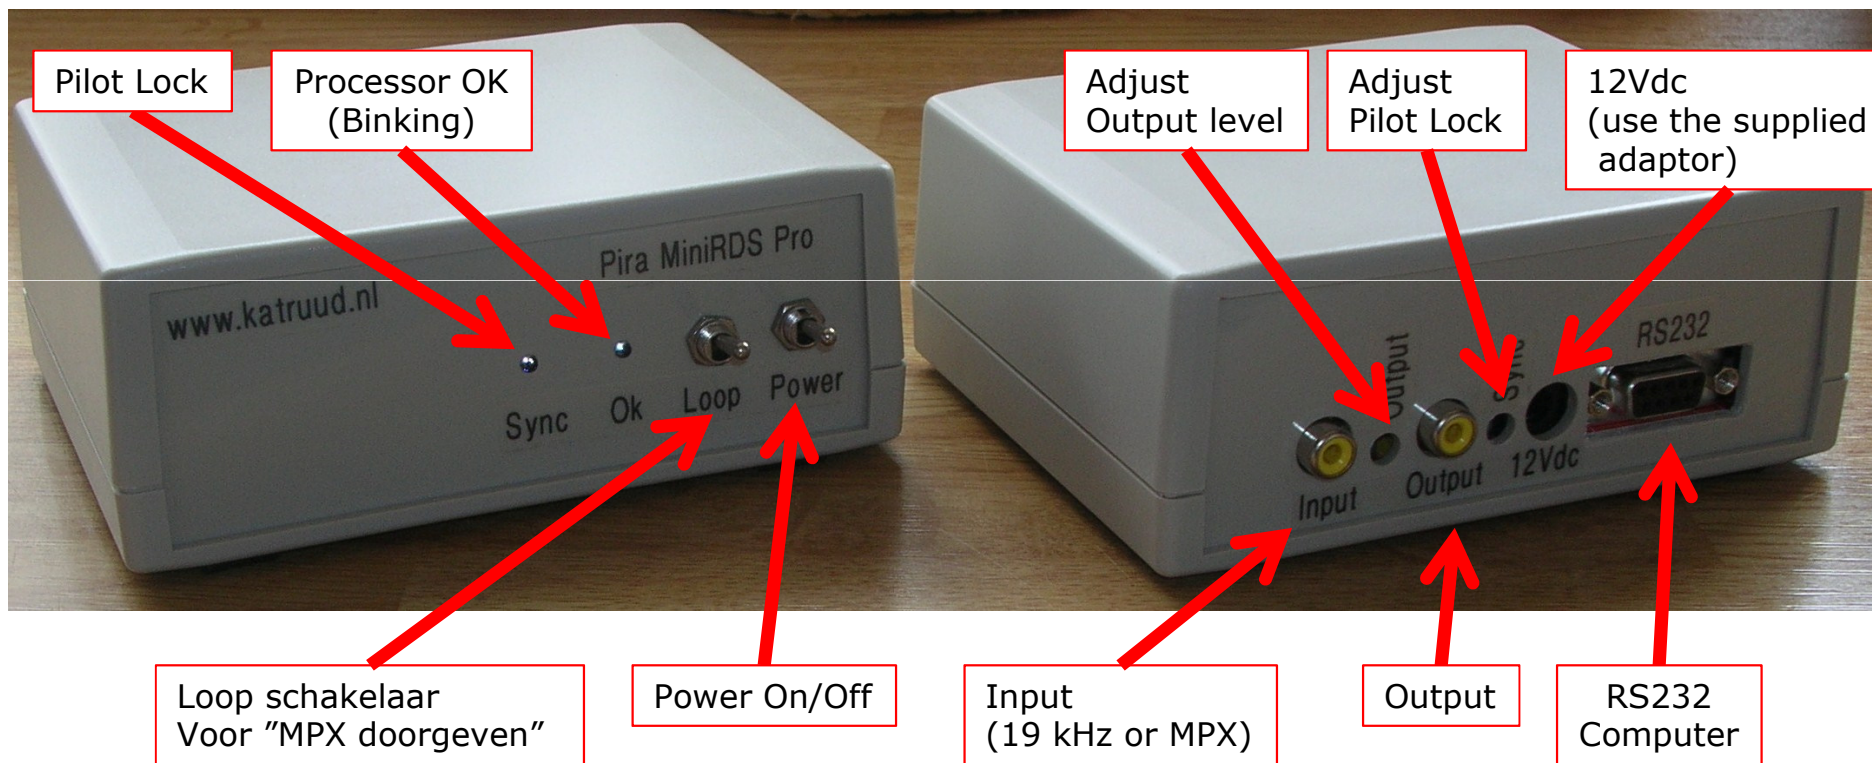 Pilot Lock
Processor OK
(Binking)
Adjust
Output level
Adjust
Pilot Lock
12Vdc
(use the supplied
adaptor)
Pira MiniRDS Pro
www.katruud.nl
Sync
Ok
Loop
Power
RS232
Output
Sync
Input
Output
12Vdc
Loop schakelaar
Voor ”MPX doorgeven”
Power On/Off
Input
(19 kHz or MPX)
Output
RS232
Computer